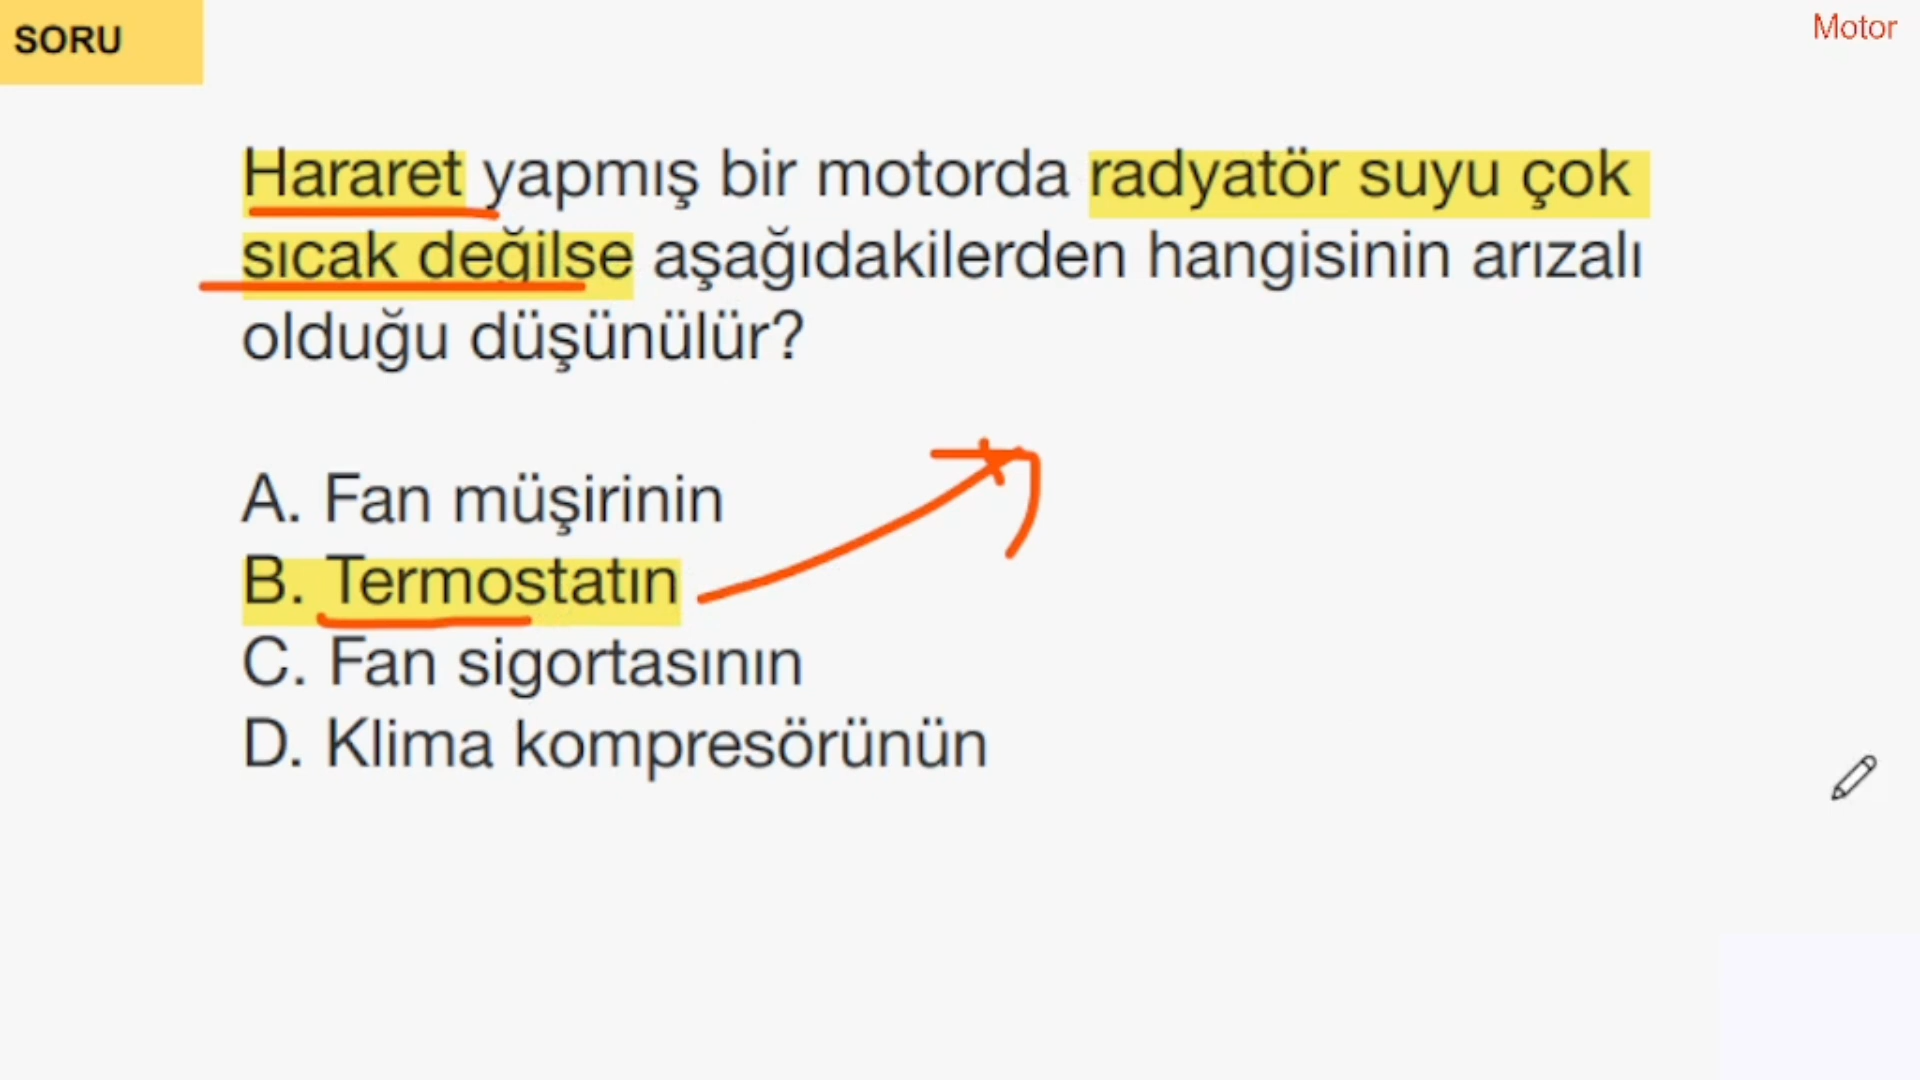 SORU
Motor
Hararet yapmış bir motorda radyatör suyu çok
sıcak değilse aşağıdakilerden hangisinin arızalı
olduğu düşünülür?
A. Fan müşirinin
B. Termostatın
C. Fan sigortasının
D. Klima kompresörünün